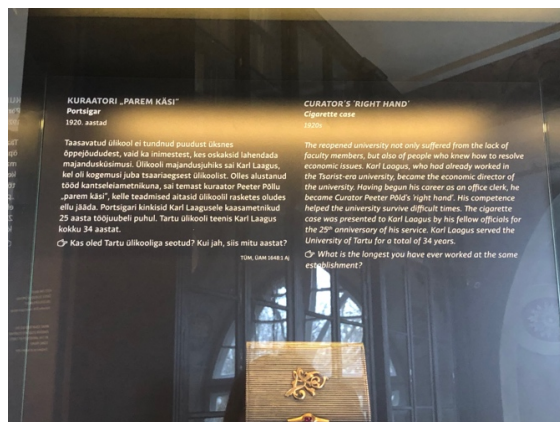 KURAATORI „PAREM KÄSI”
Portsigar
1920. aastad
Taasavatud ülikool ei tundnud puudust üksnes
õppejõududest, vaid ka inimestest, kes oskaksid lahendada
majandusküsimusi. Ülikooli majandusjuhiks sai Karl Laagus,
kel oli kogemusi juba tsaariaegsest ülikoolist. Olles alustanud
tööd kantseleiametnikuna, sai temast kuraator Peeter Põllu
„parem käsi”, kelle teadmised aitasid ülikoolil rasketes oludes
ellu jääda. Portsigari kinkisid Karl Laagusele kaasametnikud
25 aasta tööjuubeli puhul. Tartu ülikooli teenis Karl Laagus
kokku 34 aastat.
Kas oled Tartu ülikooliga seotud? Kui jah, siis mitu aastat?
TÜM, ÜAM 1648:1 Aj
CURATOR'S 'RIGHT HAND'
Cigarette case
1920s
The reopened university not only suffered from the lack of
faculty members, but also of people who knew how to resolve
economic issues. Karl Laagus, who had already worked in
the Tsarist-era university, became the economic director of
the university. Having begun his career as an office clerk, he
became Curator Peeter Põld's 'right hand'. His competence
helped the university survive difficult times. The cigarette
case was presented to Karl Laagus by his fellow officials for
the 25th anniversary of his service. Karl Laagus served the
University of Tartu for a total of 34 years.
What is the longest you have ever worked at the same
establishment?